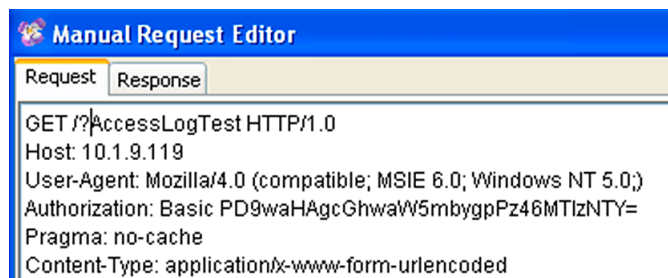 Manual Request Editor
Request Response
GET /?AccessLogTest HTTP/1.0
Host: 10.1.9.119
User-Agent: Mozilla/4.0 (compatible; MSIE 6.0; Windows NT 5.0;)
Authorization: Basic PD9waHAgcGhwaW5mbygpPz46MTIzNTY=
Pragma: no-cache
Content-Type: application/x-www-form-urlencoded